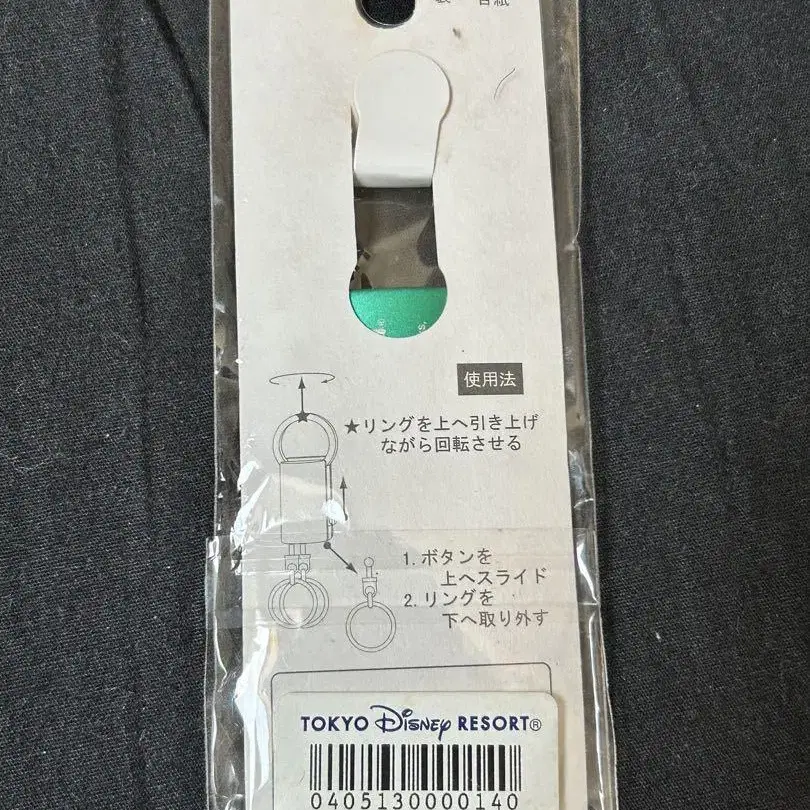 台紙
使用法
★リングを上へ引き上げ
ながら回転させる
1. ボタンを
上へスライド
2. リングを
下へ取り外す
TOKYO Disney RESORT®
0405130000140